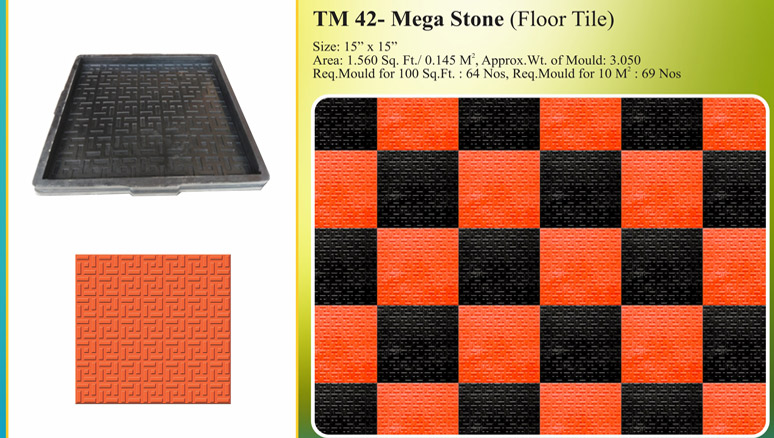 TM 42- Mega Stone (Floor Tile)
Size: 15” x 15”
Area: 1.560 Sq. Ft./ 0.145 M², Approx.Wt. of Mould: 3.050
Req.Mould for 100 Sq.Ft. : 64 Nos, Req.Mould for 10 M² : 69 Nos